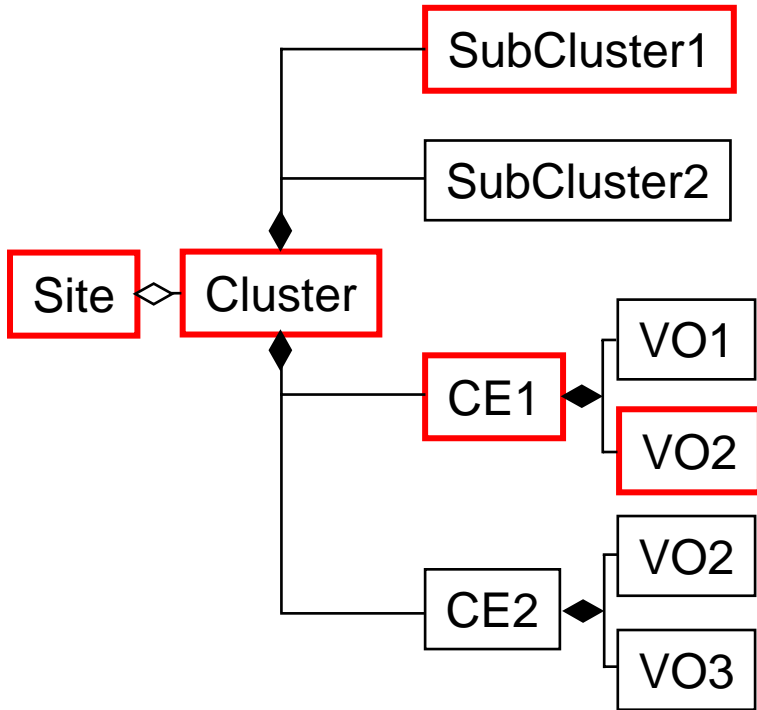 SubCluster1
SubCluster2
Site
Cluster
CE1
VO1
VO2
CE2
VO2
VO3